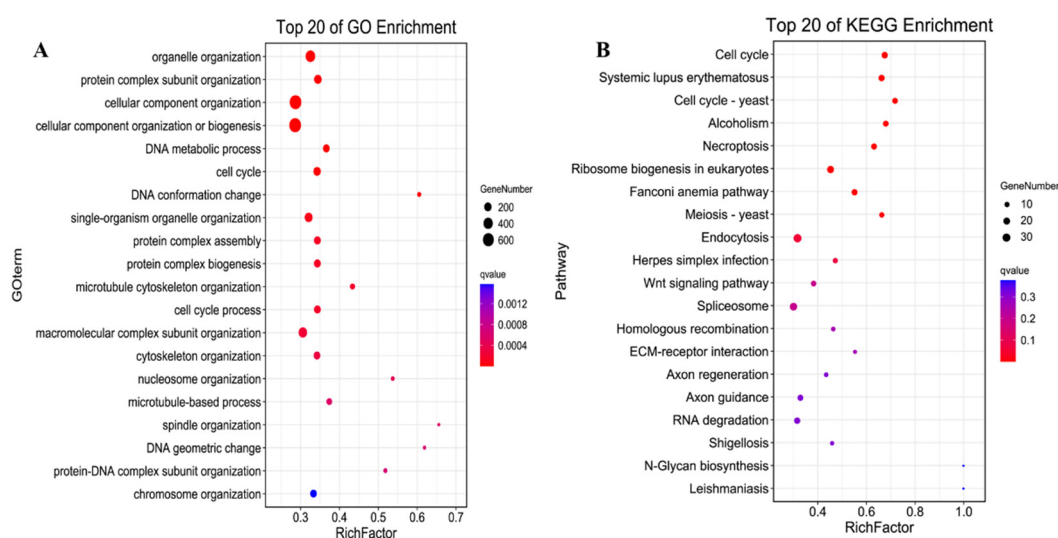 A
Top 20 of GO Enrichment
GOterm
organelle organization
protein complex subunit organization
cellular component organization
cellular component organization or biogenesis
DNA metabolic process
cell cycle
DNA conformation change
single-organism organelle organization
protein complex assembly
protein complex biogenesis
microtubule cytoskeleton organization
cell cycle process
macromolecular complex subunit organization
cytoskeleton organization
nucleosome organization
microtubule-based process
spindle organization
DNA geometric change
protein-DNA complex subunit organization
chromosome organization
0.3 0.4 0.5 0.6 0.7
RichFactor
GeneNumber
200
400
600
qvalue
0.0012
0.0008
0.0004
B
Top 20 of KEGG Enrichment
Pathway
Cell cycle
Systemic lupus erythematosus
Cell cycle - yeast
Alcoholism
Necroptosis
Ribosome biogenesis in eukaryotes
Fanconi anemia pathway
Meiosis - yeast
Endocytosis
Herpes simplex infection
Wnt signaling pathway
Spliceosome
Homologous recombination
ECM-receptor interaction
Axon regeneration
Axon guidance
RNA degradation
Shigellosis
N-Glycan biosynthesis
Leishmaniasis
0.4 0.6 0.8 1.0
RichFactor
GeneNumber
10
20
30
qvalue
0.3
0.2
0.1